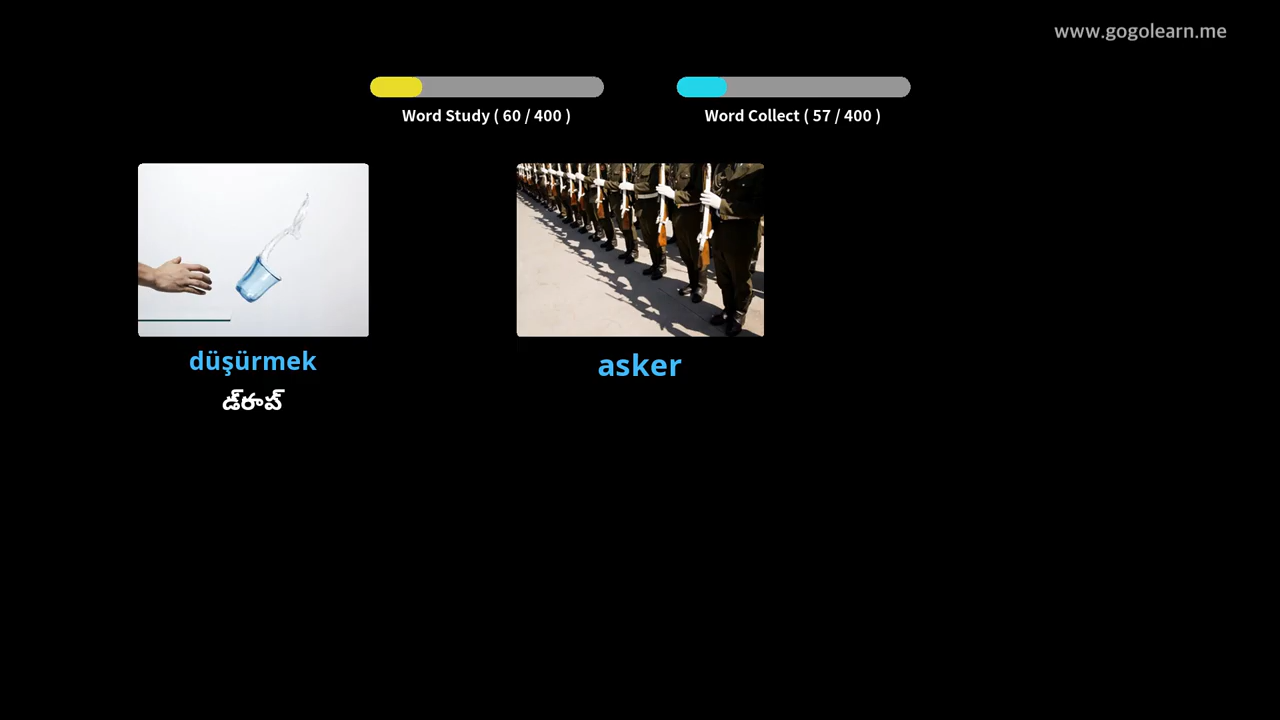 www.gogolearn.me
Word Study ( 60 / 400 )
Word Collect ( 57 / 400 )
düşürmek
డ్రాప్
asker